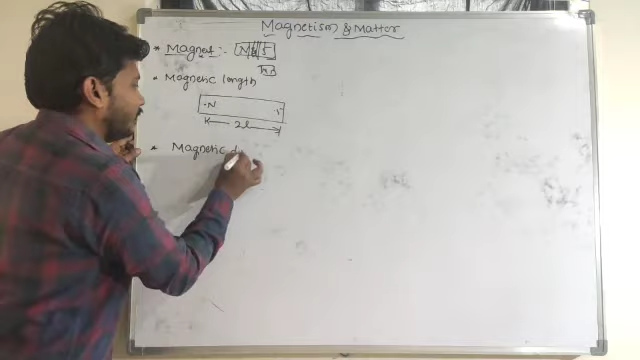 Magnetism & Matter
* Magnet :- N S
N S
* Magnetic length
N S
2l
* Magnetic d